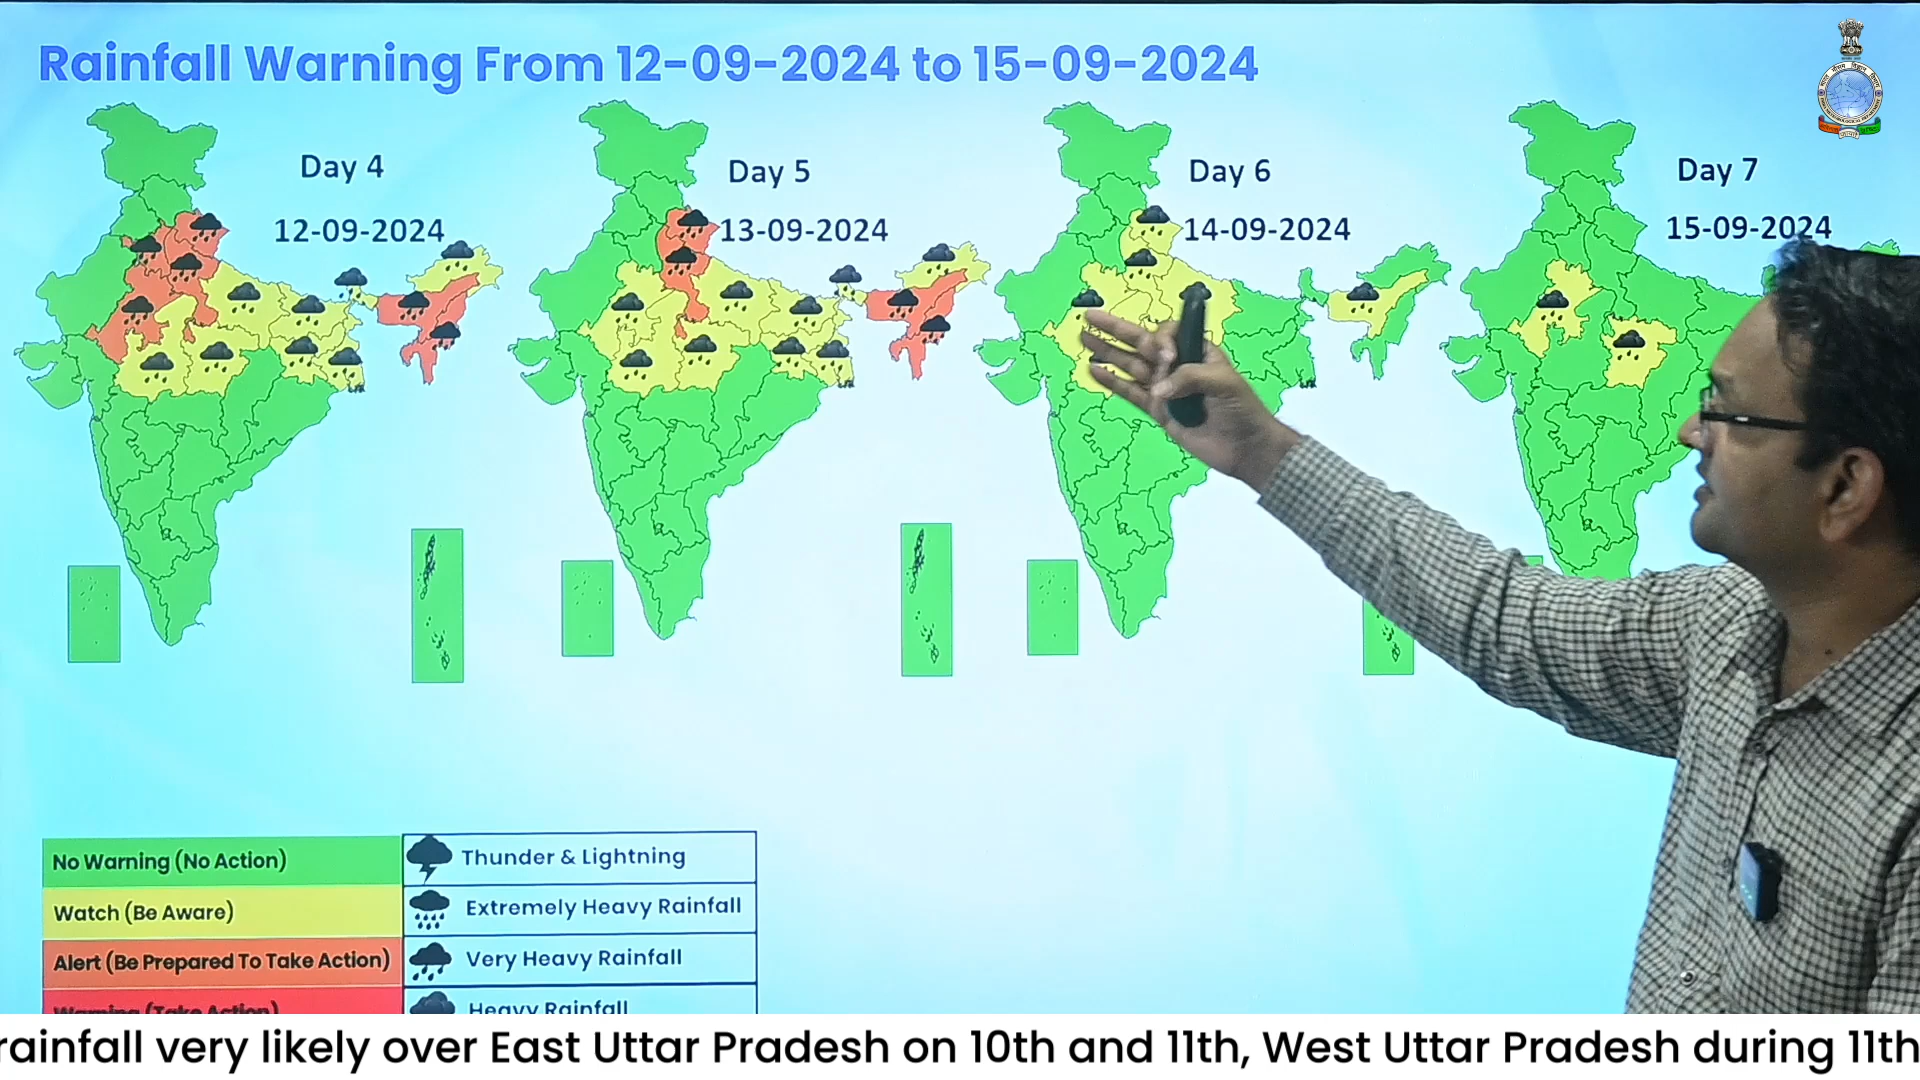 Rainfall Warning From 12-09-2024 to 15-09-2024
Day 4
12-09-2024
Day 5
13-09-2024
Day 6
14-09-2024
Day 7
15-09-2024
No Warning (No Action)
Thunder & Lightning
Watch (Be Aware)
Extremely Heavy Rainfall
Alert (Be Prepared To Take Action)
Very Heavy Rainfall
Warning (Take Action)
Heavy Rainfall
rainfall very likely over East Uttar Pradesh on 10th and 11th, West Uttar Pradesh during 11th